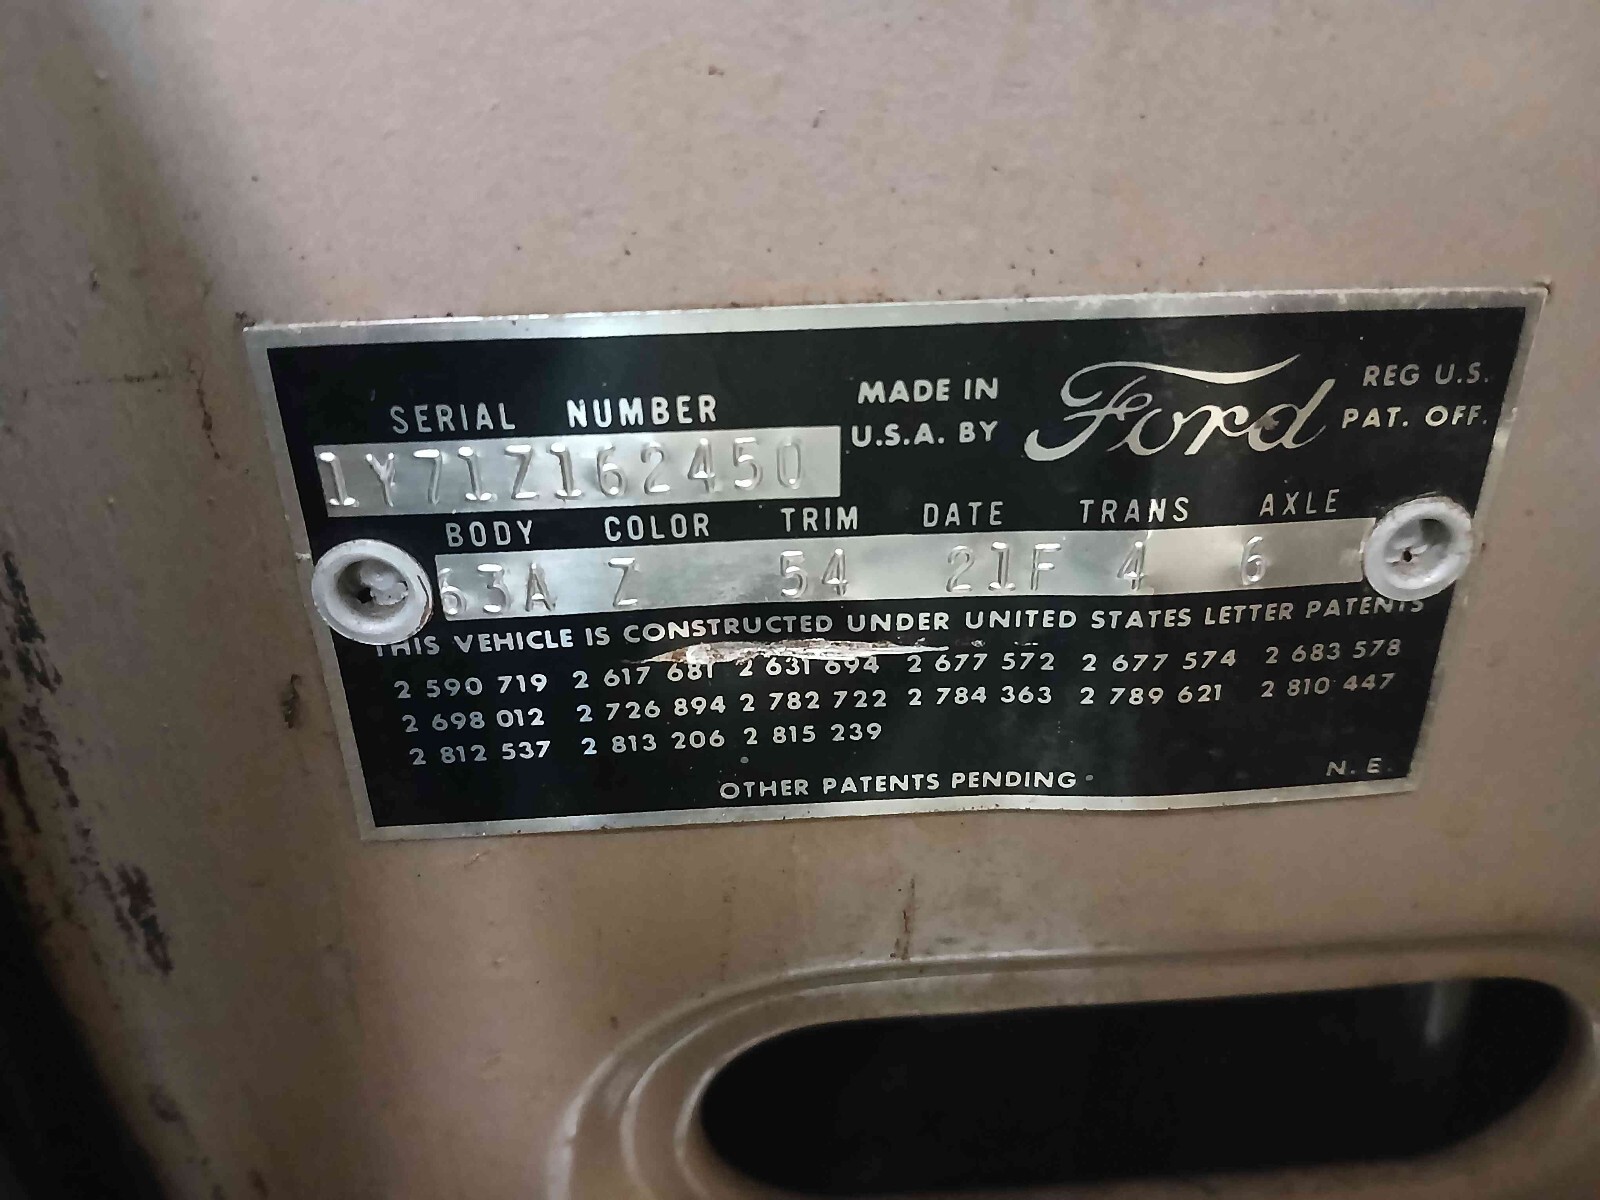 SERIAL NUMBER
MADE IN
U.S.A. BY
Ford
REG U.S.
PAT. OFF.
1Y71Z162450
BODY COLOR TRIM DATE TRANS AXLE
63A Z 54 21F 4 6
THIS VEHICLE IS CONSTRUCTED UNDER UNITED STATES LETTER PATENTS
2 590 719 2 617 681 2 631 694 2 677 572 2 677 574 2 683 578
2 698 012 2 726 894 2 782 722 2 784 363 2 789 621 2 810 447
2 812 537 2 813 206 2 815 239
OTHER PATENTS PENDING
N. E.